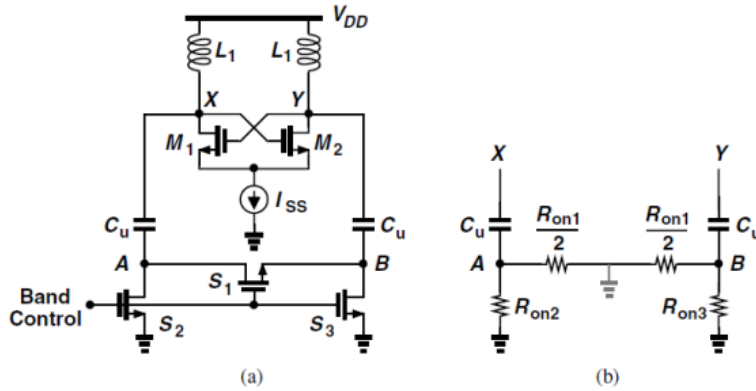 V_DD
L_1 L_1
X Y
M_1 M_2
I_SS
C_u C_u
A B
S_1
Band
Control
S_2 S_3
(a)
X Y
C_u R_on1/2 R_on1/2 C_u
A B
R_on2 R_on3
(b)